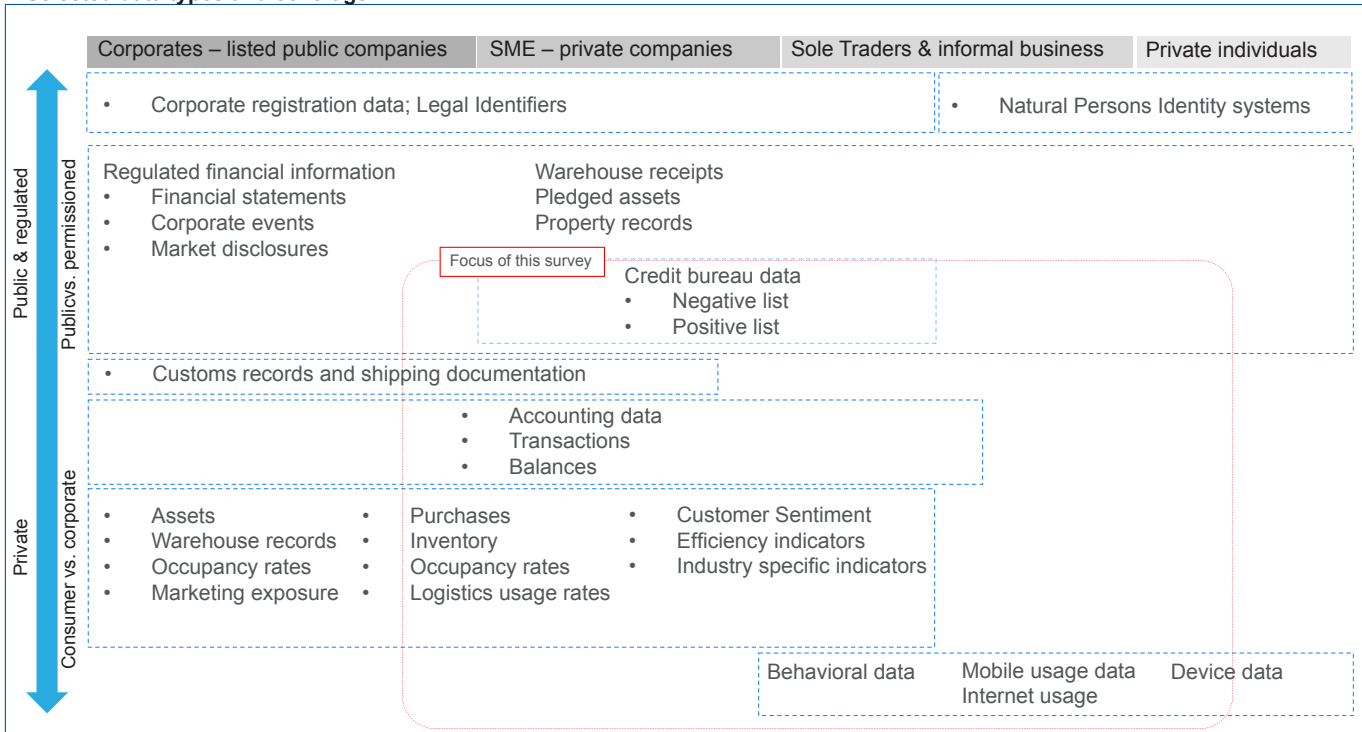 Corporates – listed public companies
SME – private companies
Sole Traders & informal business
Private individuals
• Corporate registration data; Legal Identifiers
• Natural Persons Identity systems
Public & regulated
Publicvs. permissioned
Regulated financial information
• Financial statements
• Corporate events
• Market disclosures
Warehouse receipts
Pledged assets
Property records
Focus of this survey
Credit bureau data
• Negative list
• Positive list
• Customs records and shipping documentation
• Accounting data
• Transactions
• Balances
Private
Consumer vs. corporate
• Assets
• Warehouse records
• Occupancy rates
• Marketing exposure
• Purchases
• Inventory
• Occupancy rates
• Logistics usage rates
• Customer Sentiment
• Efficiency indicators
• Industry specific indicators
Behavioral data
Mobile usage data
Internet usage
Device data